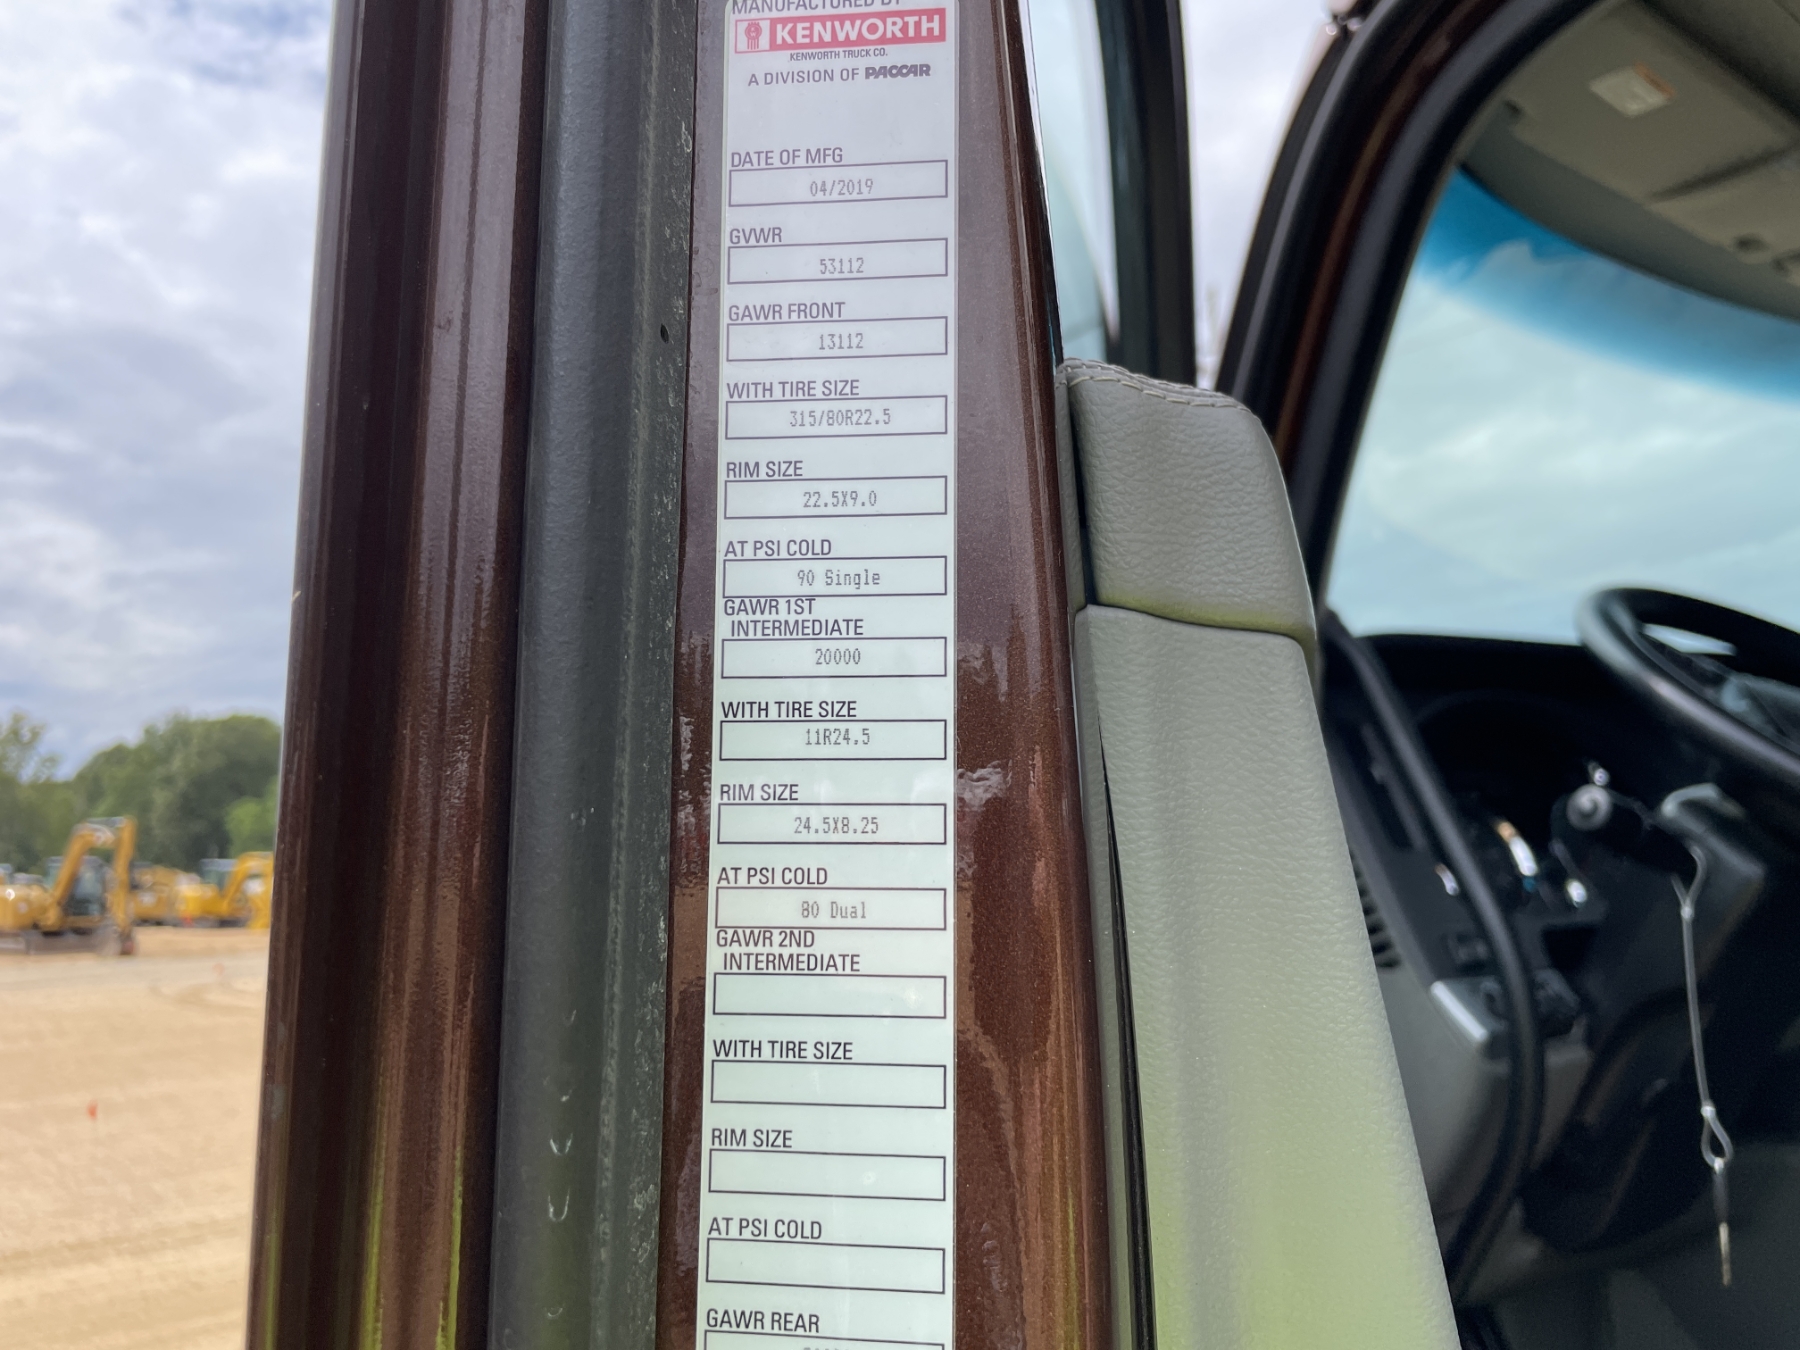 MANUFACTURED BY
KENWORTH
KENWORTH TRUCK CO.
A DIVISION OF PACCAR
DATE OF MFG
04/2019
GVWR
53112
GAWR FRONT
13112
WITH TIRE SIZE
315/80R22.5
RIM SIZE
22.5X9.0
AT PSI COLD
90 Single
GAWR 1ST
INTERMEDIATE
20000
WITH TIRE SIZE
11R24.5
RIM SIZE
24.5X8.25
AT PSI COLD
80 Dual
GAWR 2ND
INTERMEDIATE
WITH TIRE SIZE
RIM SIZE
AT PSI COLD
GAWR REAR